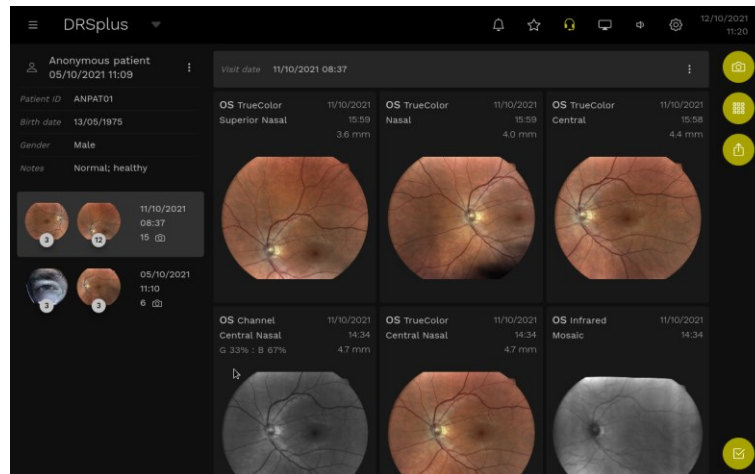 DRSplus
12/10/2021
11:20
Anonymous patient
05/10/2021 11:09
Patient ID ANPAT01
Birth date 13/05/1975
Gender Male
Notes Normal; healthy
3
12
11/10/2021
08:37
15
3
3
05/10/2021
11:10
6
Visit date 11/10/2021 08:37
OS TrueColor 11/10/2021
Superior Nasal 15:59
3.6 mm
OS TrueColor 11/10/2021
Nasal 15:59
4.0 mm
OS TrueColor 11/10/2021
Central 15:58
4.4 mm
OS Channel 11/10/2021
Central Nasal 14:34
G 33% : B 67% 4.7 mm
OS TrueColor 11/10/2021
Central Nasal 14:34
4.7 mm
OS Infrared 11/10/2021
Mosaic 14:34